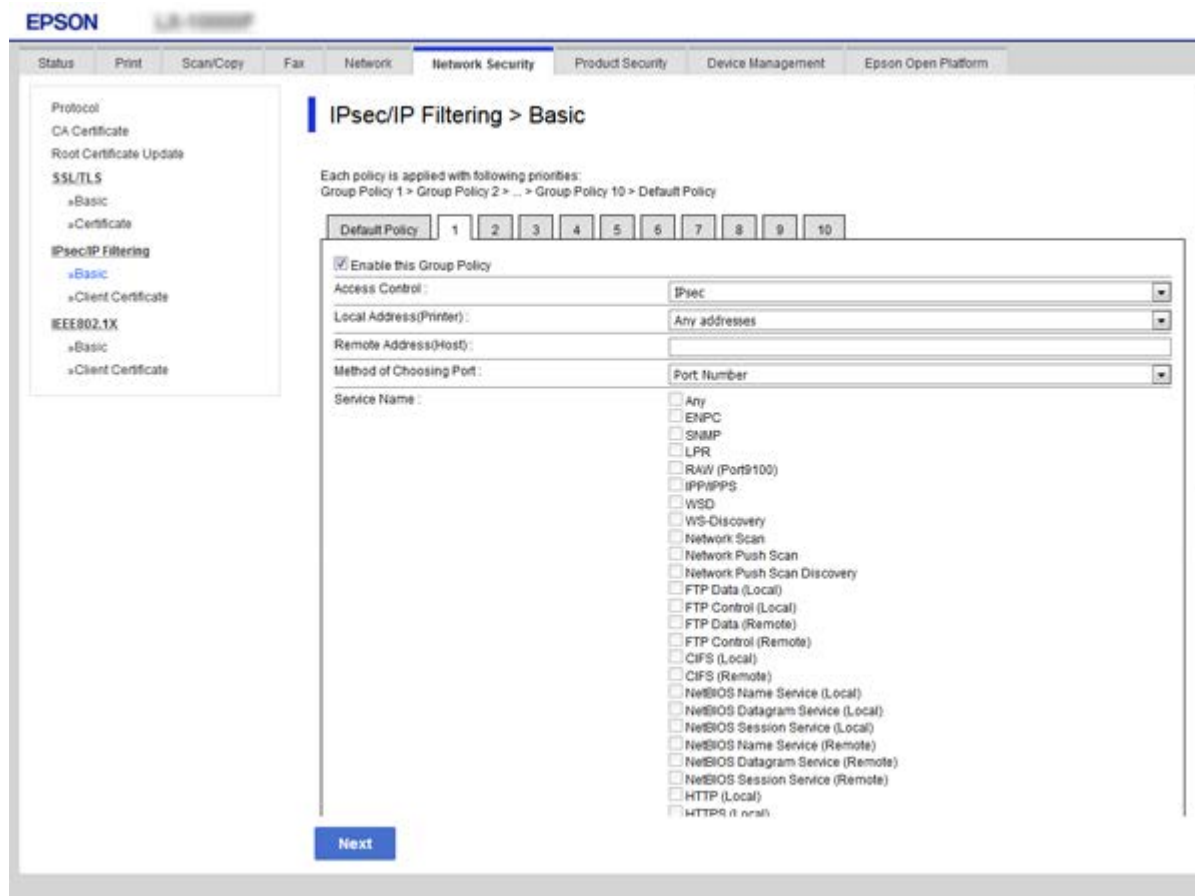 EPSON
Status Print Scan/Copy Fax Network Network Security Product Security Device Management Epson Open Platform
Protocol
CA Certificate
Root Certificate Update
SSL/TLS
»Basic
»Certificate
IPsec/IP Filtering
»Basic
»Client Certificate
IEEE802.1X
»Basic
»Client Certificate
IPsec/IP Filtering > Basic
Each policy is applied with following priorities:
Group Policy 1 > Group Policy 2 > ... > Group Policy 10 > Default Policy
Default Policy 1 2 3 4 5 6 7 8 9 10
Enable this Group Policy
Access Control : IPsec
Local Address(Printer) : Any addresses
Remote Address(Host) :
Method of Choosing Port : Port Number
Service Name : Any
ENPC
SNMP
LPR
RAW (Port9100)
IPP/IPPS
WSD
WS-Discovery
Network Scan
Network Push Scan
Network Push Scan Discovery
FTP Data (Local)
FTP Control (Local)
FTP Data (Remote)
FTP Control (Remote)
CIFS (Local)
CIFS (Remote)
NetBIOS Name Service (Local)
NetBIOS Datagram Service (Local)
NetBIOS Session Service (Local)
NetBIOS Name Service (Remote)
NetBIOS Datagram Service (Remote)
NetBIOS Session Service (Remote)
HTTP (Local)
HTTPS (Local)
Next